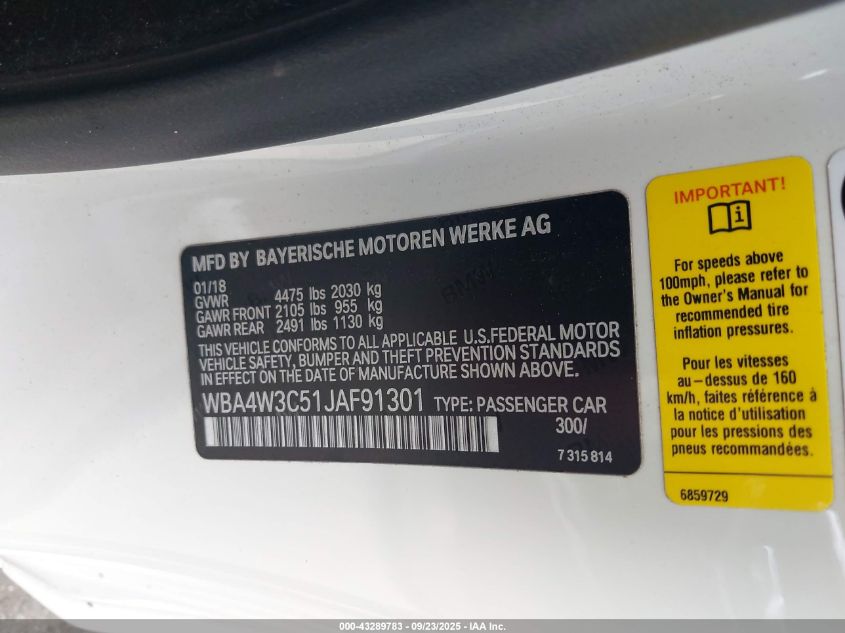 MFD BY BAYERISCHE MOTOREN WERKE AG
01/18
GVWR 4475 lbs 2030 kg
GAWR FRONT 2105 lbs 955 kg
GAWR REAR 2491 lbs 1130 kg
THIS VEHICLE CONFORMS TO ALL APPLICABLE U.S.FEDERAL MOTOR
VEHICLE SAFETY, BUMPER AND THEFT PREVENTION STANDARDS
IN EFFECT ON THE DATE OF MANUFACTURE SHOWN ABOVE.
WBA4W3C51JAF91301 TYPE: PASSENGER CAR
300/
7 315 814
IMPORTANT!
i
For speeds above
100mph, please refer to
the Owner's Manual for
recommended tire
inflation pressures.
Pour les vitesses
au-dessus de 160
km/h, faites référence à
la notice d'utilisation
pour les pressions des
pneus recommandées.
6859729
000-43289783 - 09/23/2025 - IAA Inc.